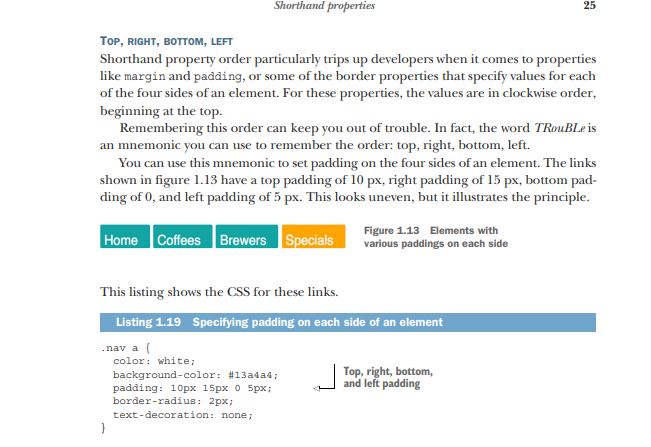 Shorthand properties 25
TOP, RIGHT, BOTTOM, LEFT
Shorthand property order particularly trips up developers when it comes to properties
like margin and padding, or some of the border properties that specify values for each
of the four sides of an element. For these properties, the values are in clockwise order,
beginning at the top.
Remembering this order can keep you out of trouble. In fact, the word TRouBLe is
an mnemonic you can use to remember the order: top, right, bottom, left.
You can use this mnemonic to set padding on the four sides of an element. The links
shown in figure 1.13 have a top padding of 10 px, right padding of 15 px, bottom pad-
ding of 0, and left padding of 5 px. This looks uneven, but it illustrates the principle.
Home Coffees Brewers Specials
Figure 1.13 Elements with
various paddings on each side
This listing shows the CSS for these links.
Listing 1.19 Specifying padding on each side of an element
.nav a {
color: white;
background-color: #13a4a4;
padding: 10px 15px 0 5px;
border-radius: 2px;
text-decoration: none;
}
Top, right, bottom,
and left padding